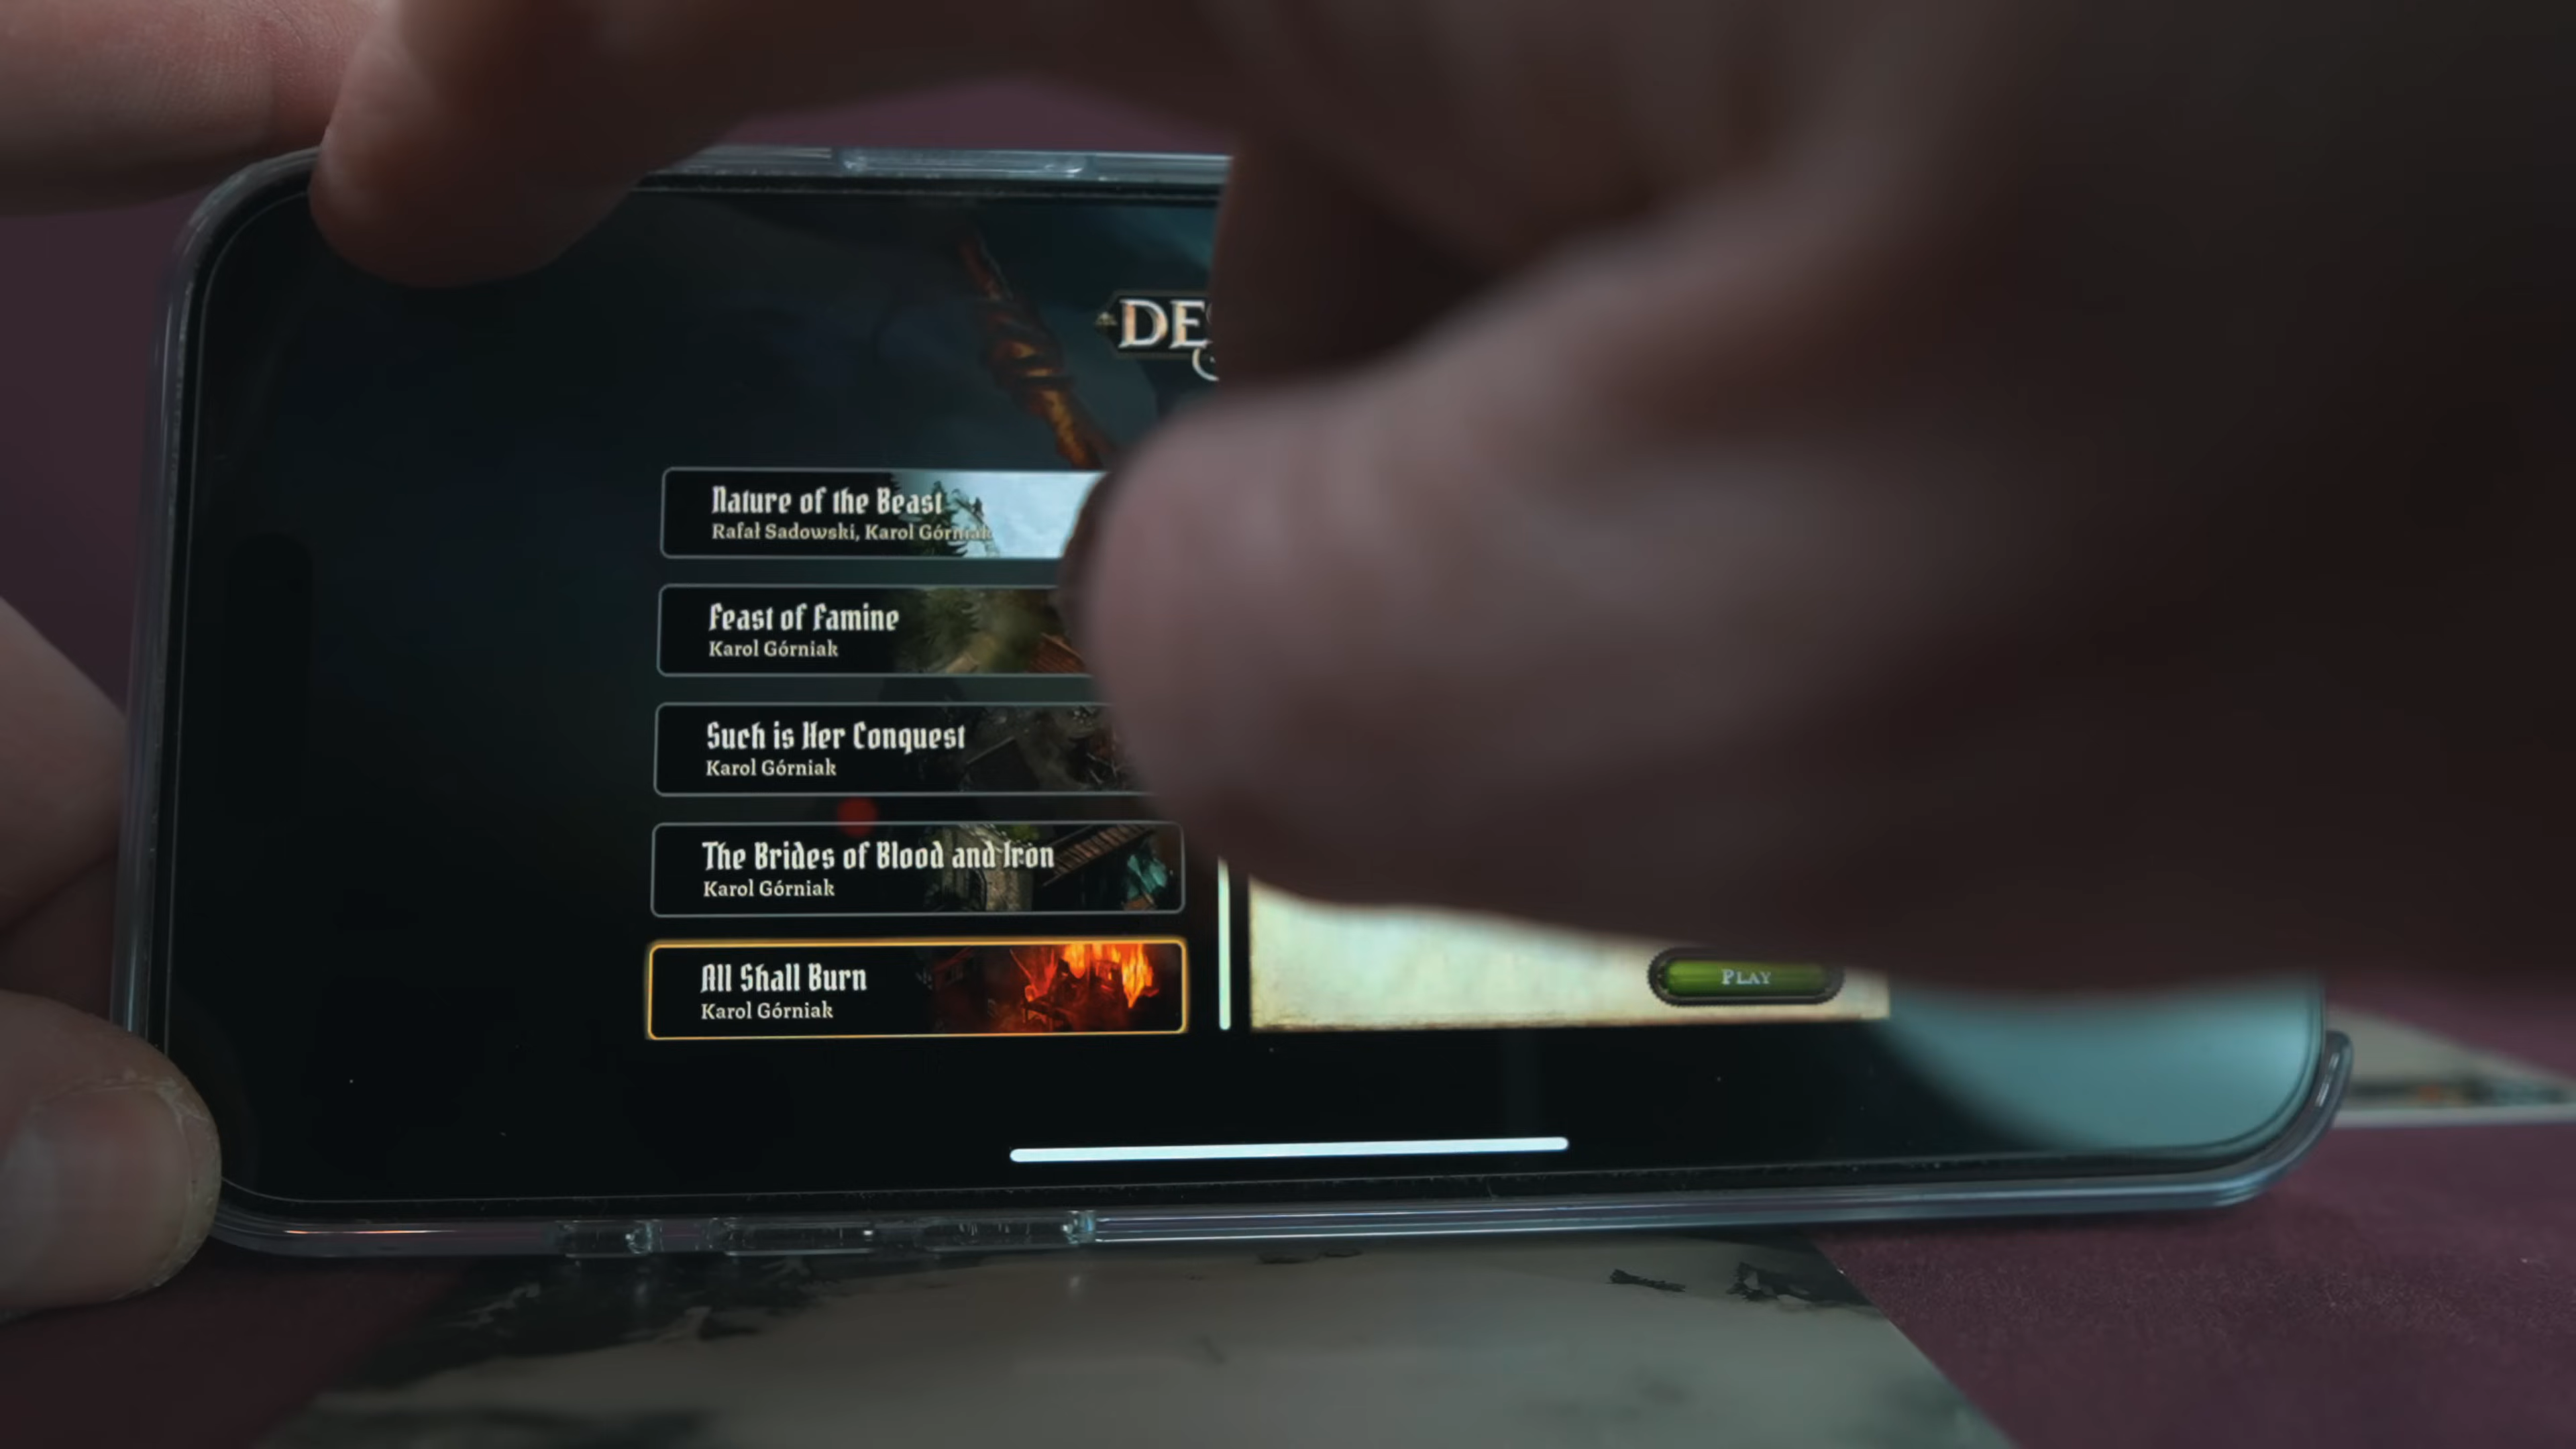 DE
Nature of the Beast
Rafał Sadowski, Karol Górniak
Feast of Famine
Karol Górniak
Such is Her Conquest
Karol Górniak
The Brides of Blood and Iron
Karol Górniak
All Shall Burn
Karol Górniak
PLAY